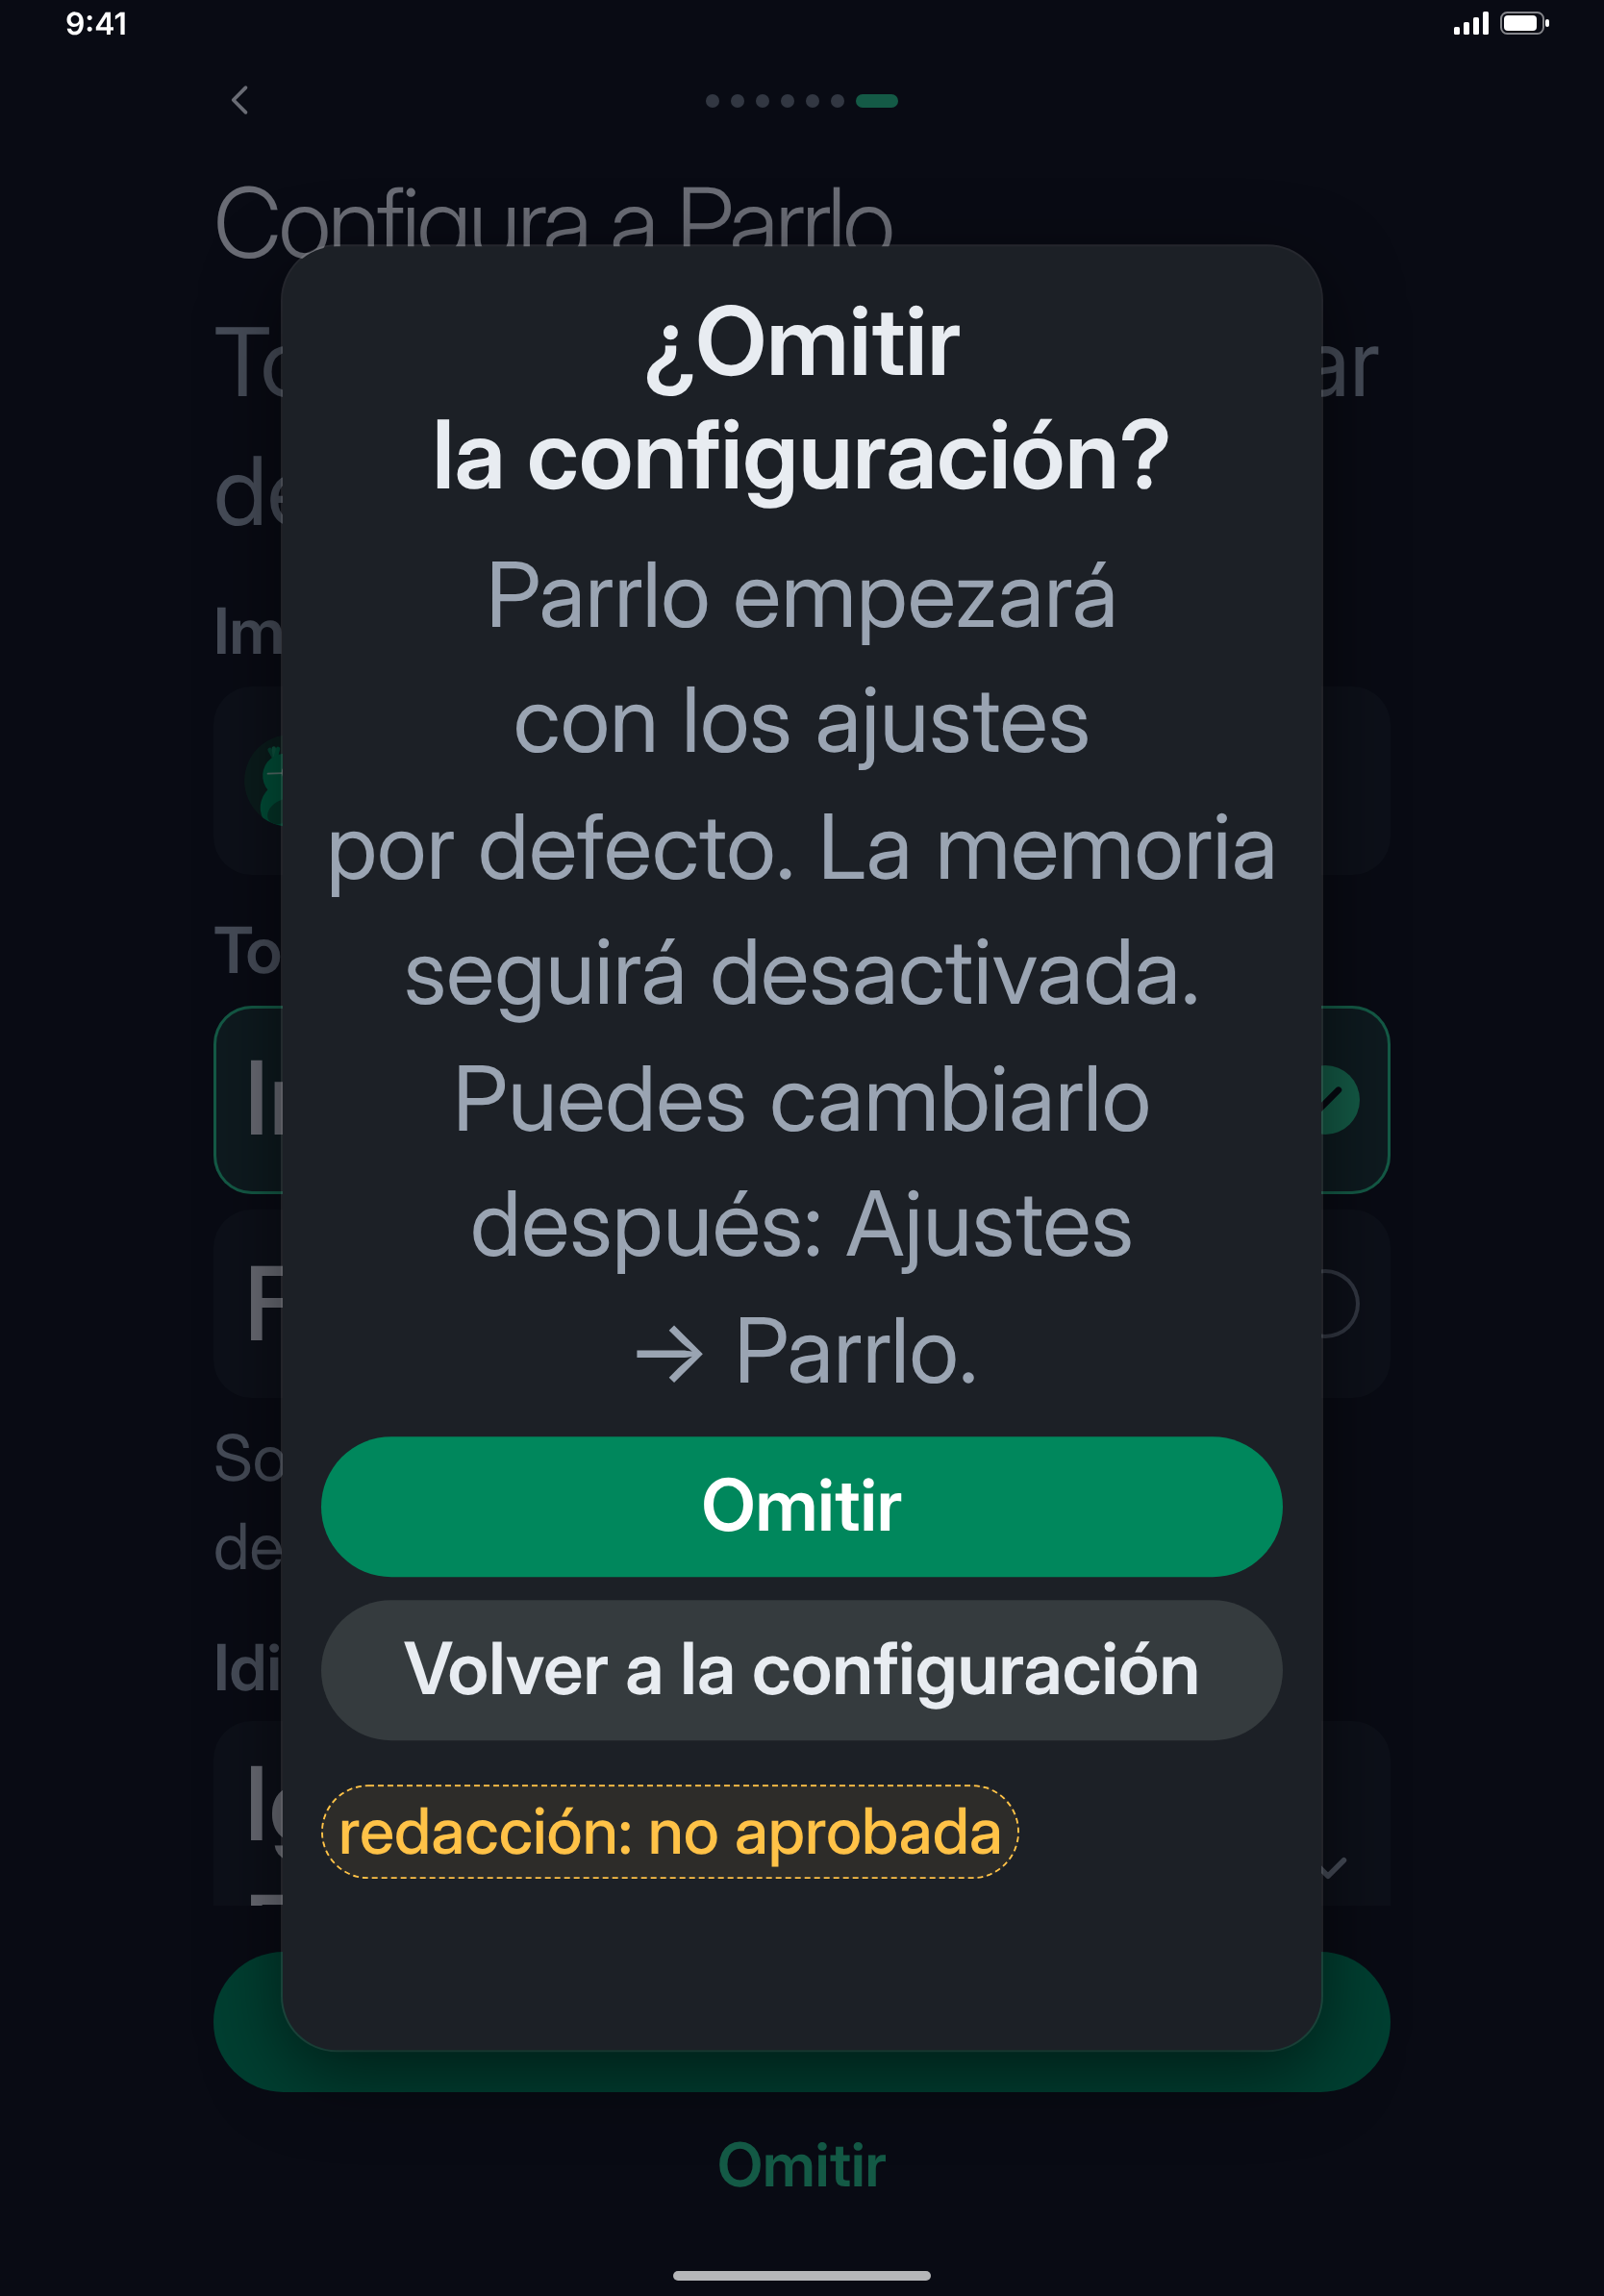 9:41
Configura a Parrlo
¿Omitir
la configuración?
Parrlo empezará
con los ajustes
por defecto. La memoria
seguirá desactivada.
Puedes cambiarlo
después: Ajustes
→ Parrlo.
Omitir
Volver a la configuración
redacción: no aprobada
Omitir